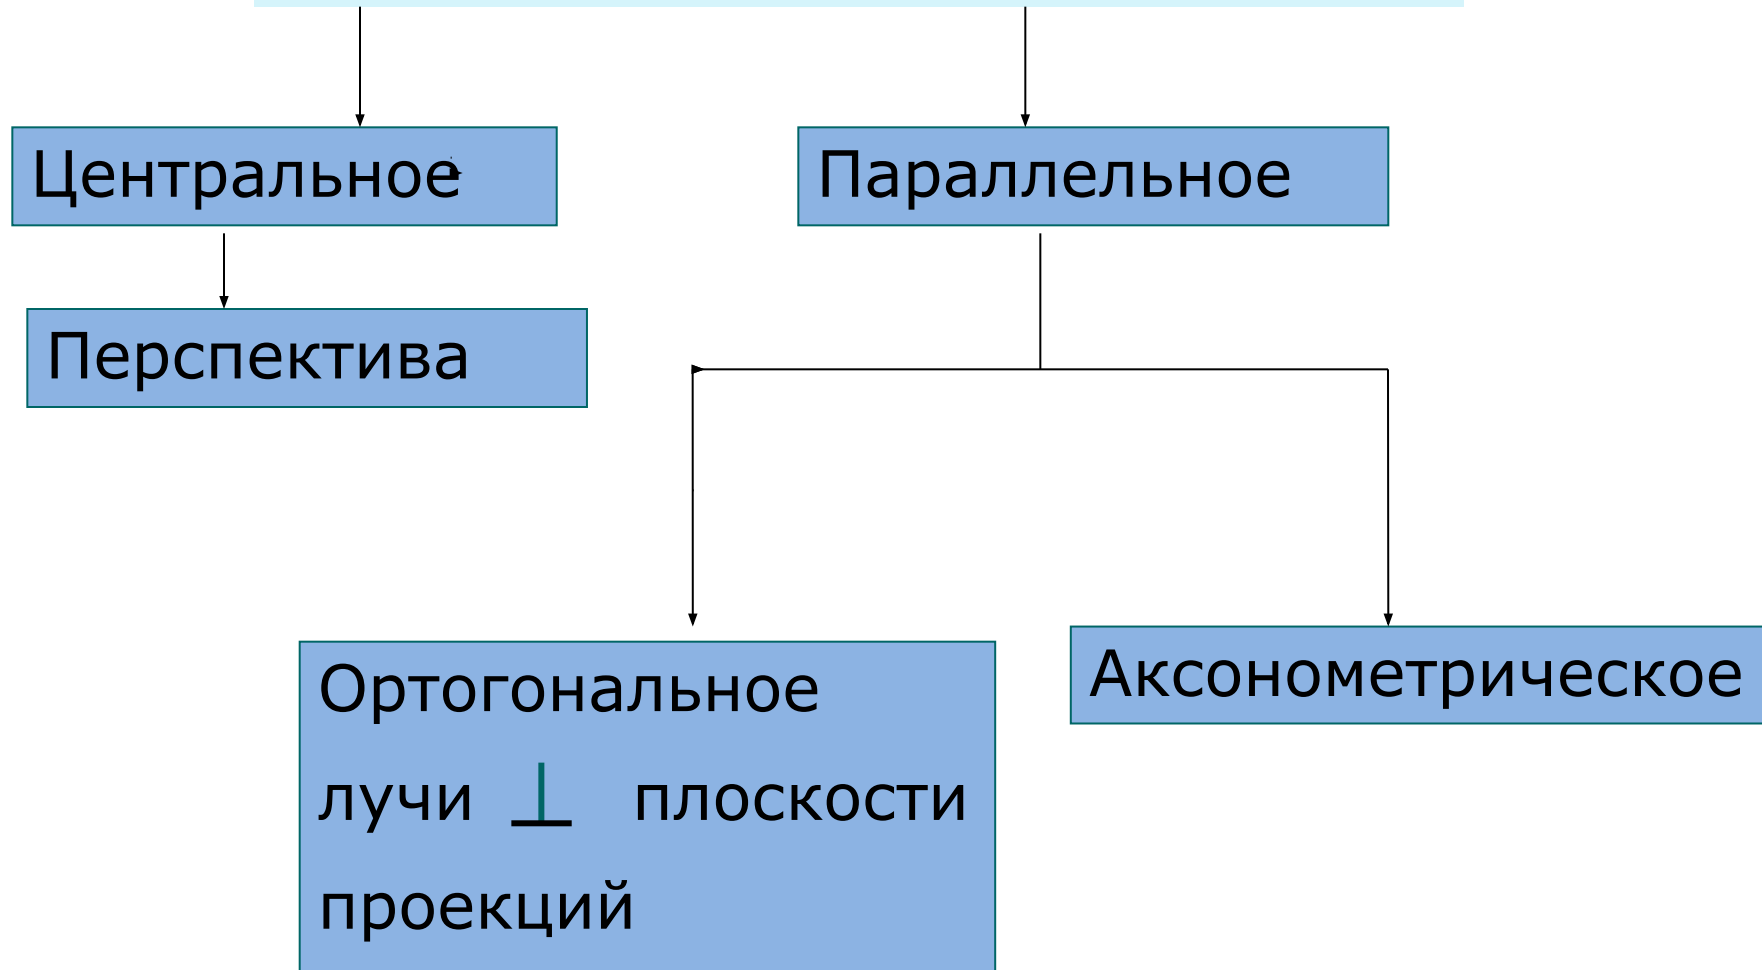 Центральное
Параллельное
Перспектива
Ортогональное
лучи ⊥ плоскости
проекций
Аксонометрическое